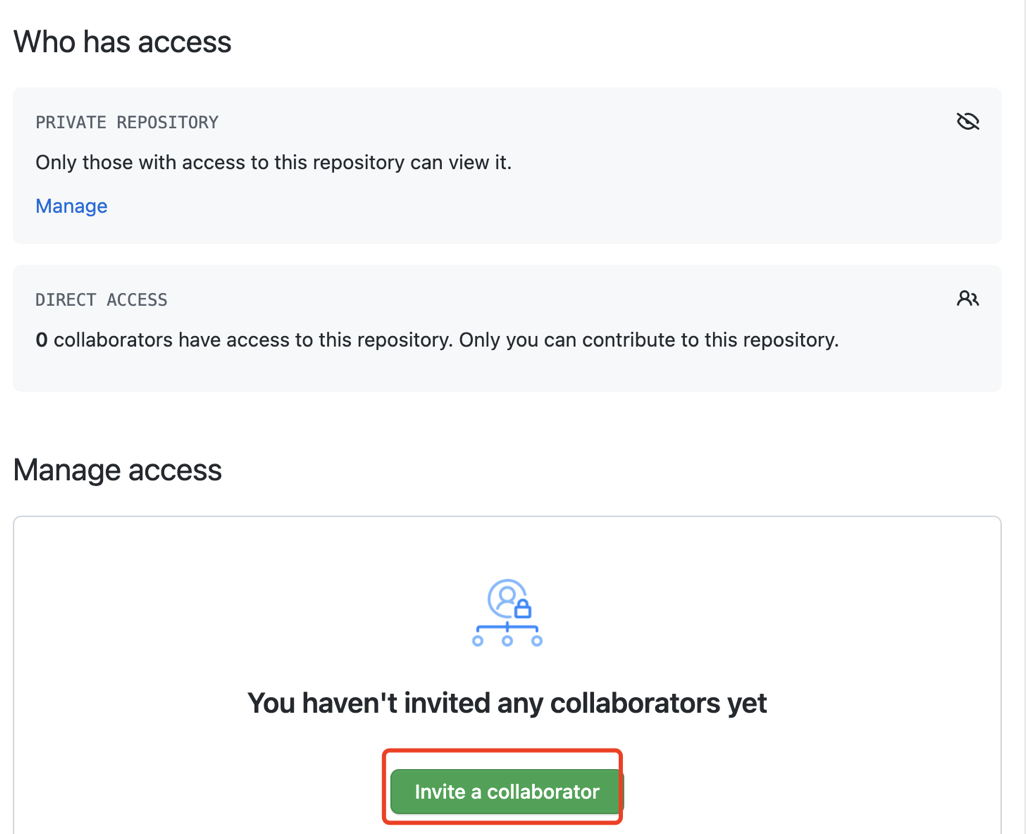 Who has access
PRIVATE REPOSITORY
Only those with access to this repository can view it.
Manage
DIRECT ACCESS
0 collaborators have access to this repository. Only you can contribute to this repository.
Manage access
You haven't invited any collaborators yet
Invite a collaborator